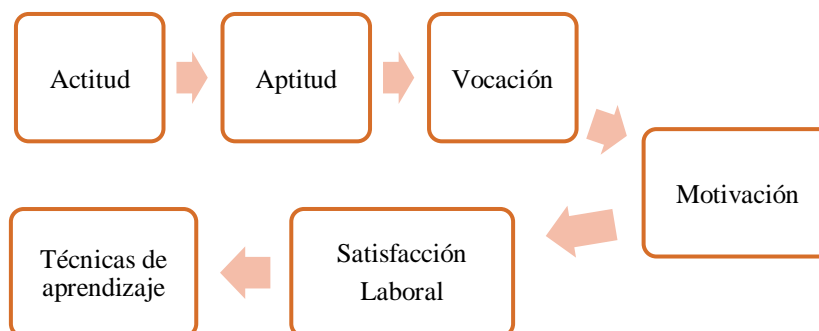 Actitud
Aptitud
Vocación
Motivación
Satisfacción
Laboral
Técnicas de
aprendizaje